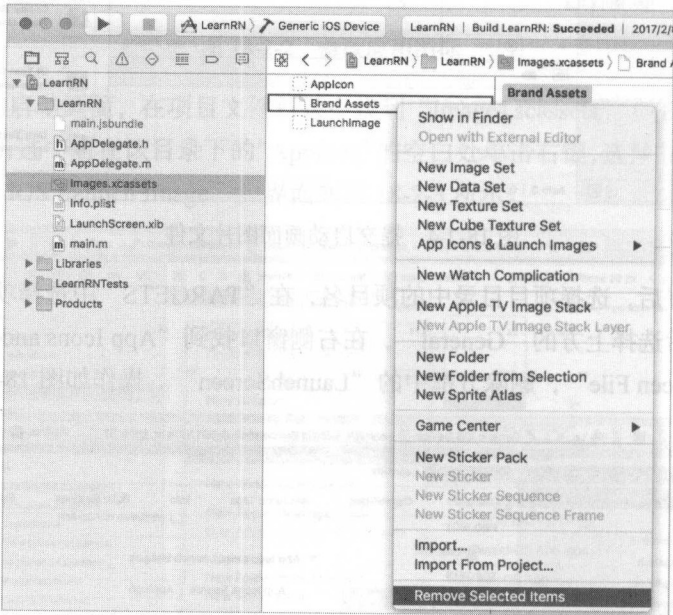 LearnRN 〉 Generic iOS Device
LearnRN | Build LearnRN: Succeeded | 2017/2/
LearnRN 〉 LearnRN 〉 Images.xcassets 〉 Brand A
LearnRN
LearnRN
main.jsbundle
h AppDelegate.h
m AppDelegate.m
Images.xcassets
Info.plist
LaunchScreen.xib
m main.m
Libraries
LearnRNTests
Products
AppIcon
Brand Assets
LaunchImage
Brand Assets
Show in Finder
Open with External Editor
New Image Set
New Data Set
New Texture Set
New Cube Texture Set
App Icons & Launch Images
New Watch Complication
New Apple TV Image Stack
New Apple TV Image Stack Layer
New Folder
New Folder from Selection
New Sprite Atlas
Game Center
New Sticker Pack
New Sticker
New Sticker Sequence
New Sticker Sequence Frame
Import...
Import From Project...
Remove Selected Items